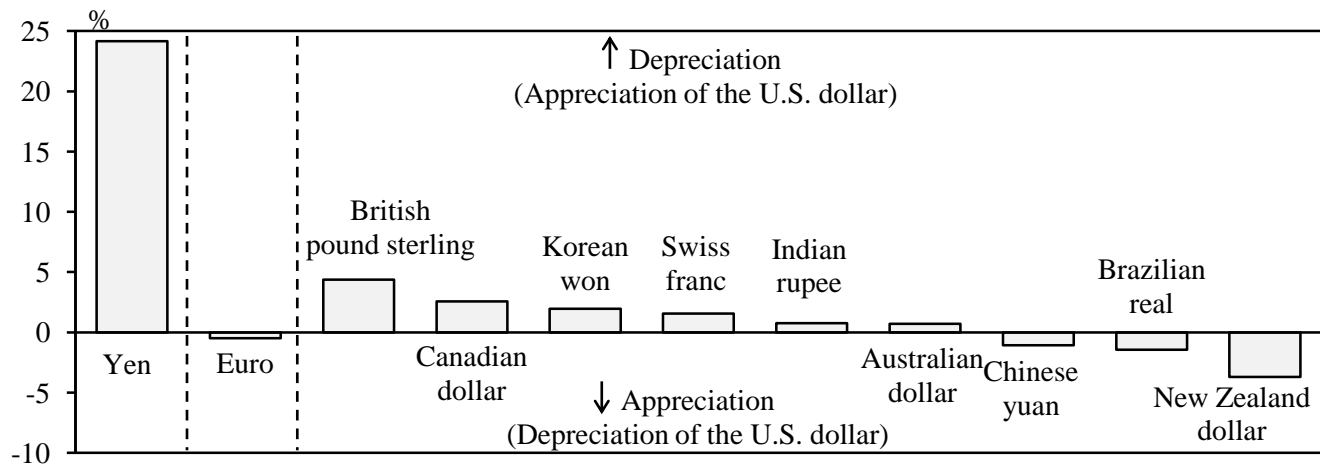 %
25
20
15
10
5
0
-5
-10
↑ Depreciation
(Appreciation of the U.S. dollar)
British
pound sterling
Korean
won
Swiss
franc
Indian
rupee
Brazilian
real
Yen
Euro
Canadian
dollar
Australian
dollar
Chinese
yuan
New Zealand
dollar
↓ Appreciation
(Depreciation of the U.S. dollar)